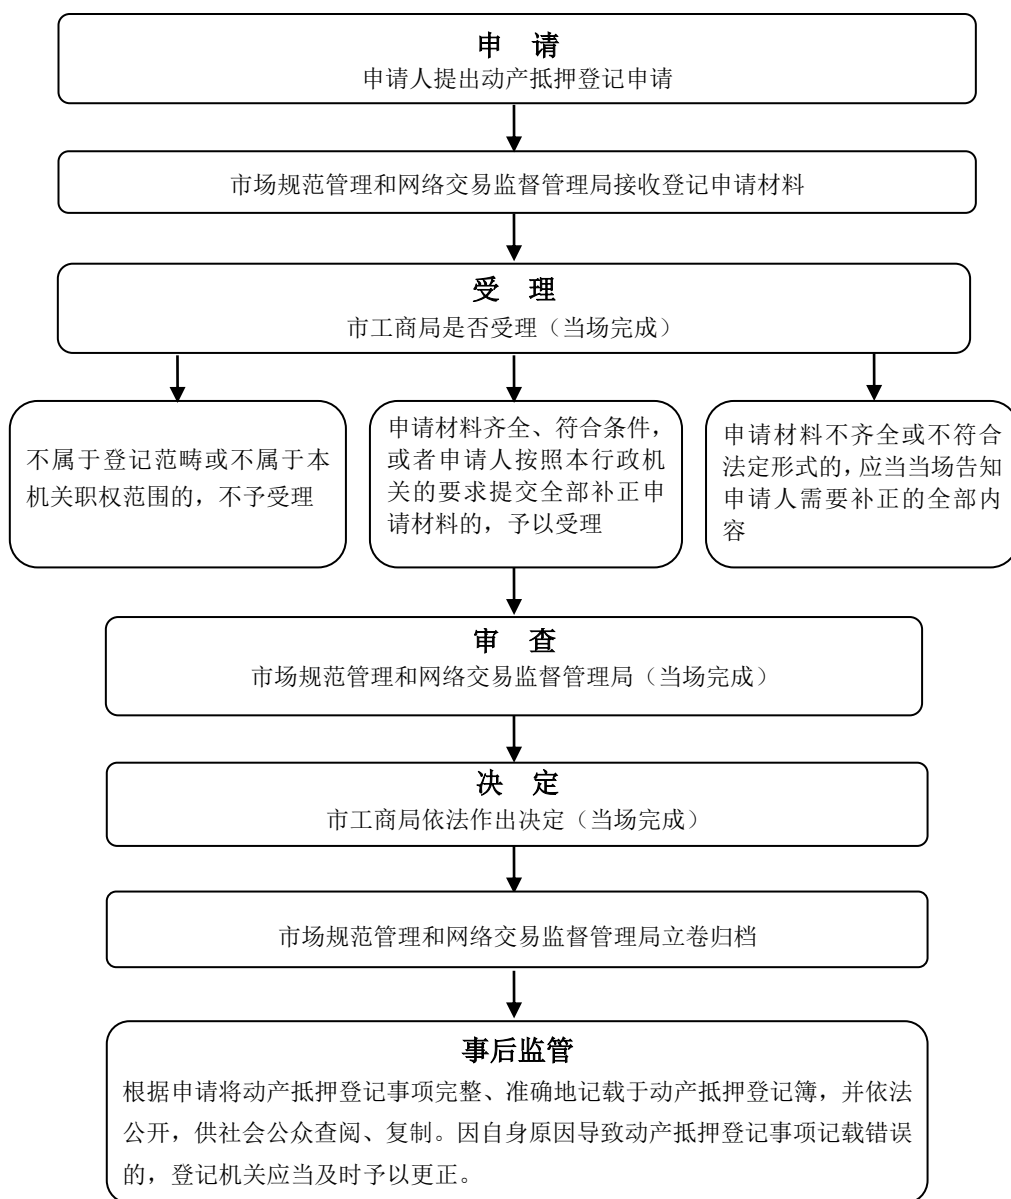 申 请
申请人提出动产抵押登记申请
市场规范管理和网络交易监督管理局接收登记申请材料
受 理
市工商局是否受理（当场完成）
不属于登记范畴或不属于本
机关职权范围的，不予受理
申请材料齐全、符合条件，
或者申请人按照本行政机
关的要求提交全部补正申
请材料的，予以受理
申请材料不齐全或不符合
法定形式的，应当当场告知
申请人需要补正的全部内
容
审 查
市场规范管理和网络交易监督管理局（当场完成）
决 定
市工商局依法作出决定（当场完成）
市场规范管理和网络交易监督管理局立卷归档
事后监管
根据申请将动产抵押登记事项完整、准确地记载于动产抵押登记簿，并依法
公开，供社会公众查阅、复制。因自身原因导致动产抵押登记事项记载错误
的，登记机关应当及时予以更正。